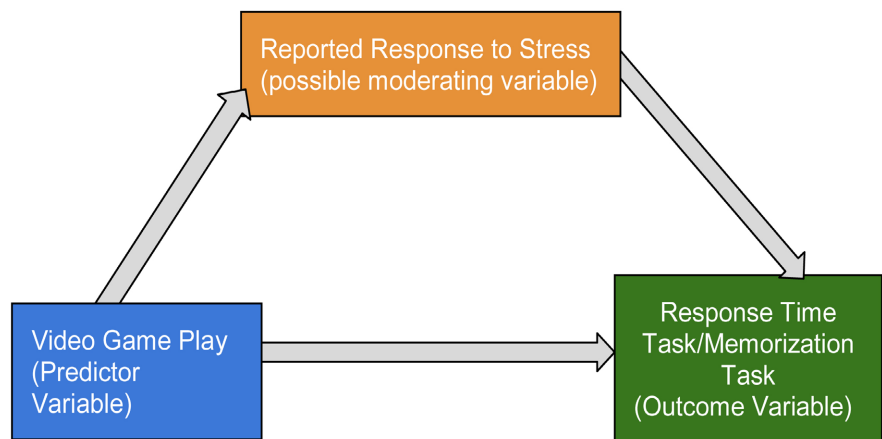 Reported Response to Stress
(possible moderating variable)
Video Game Play
(Predictor
Variable)
Response Time
Task/Memorization
Task
(Outcome Variable)